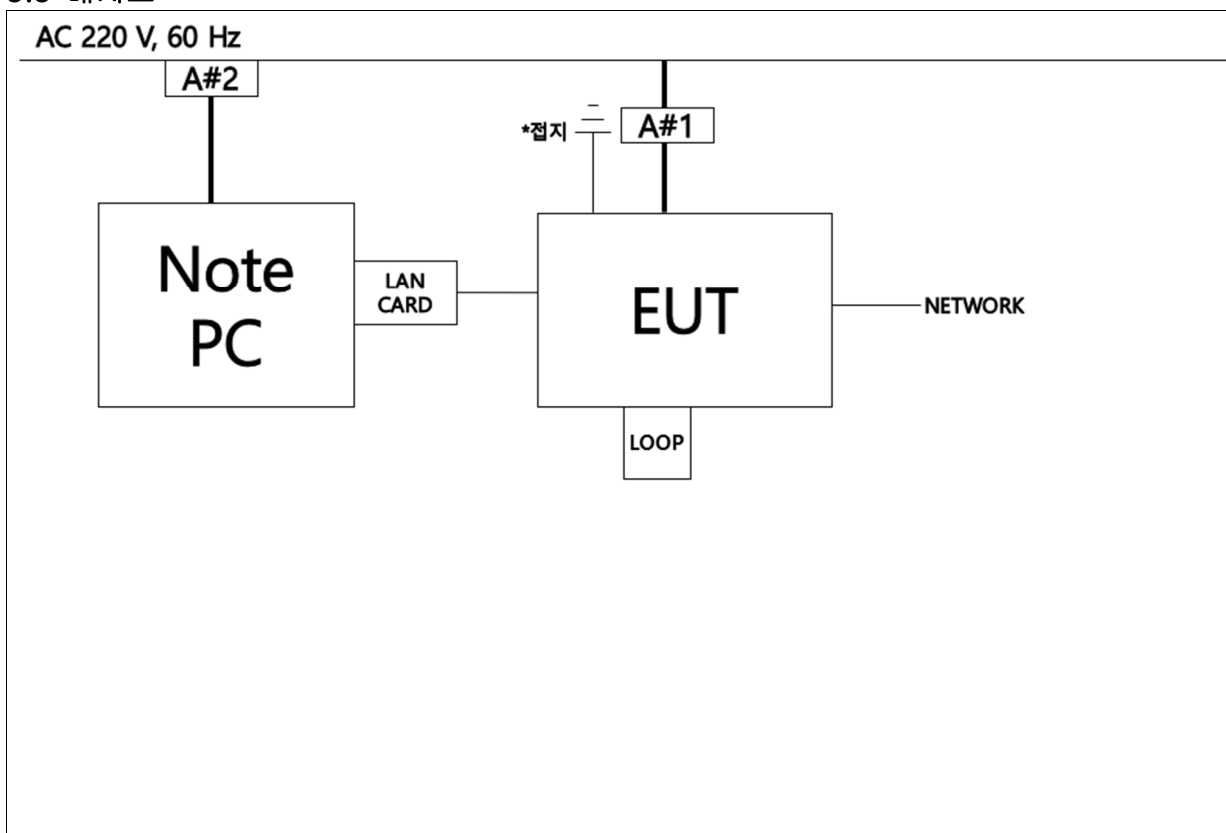 AC 220 V, 60 Hz
A#2
*접지
A#1
Note
PC
LAN
CARD
EUT
NETWORK
LOOP